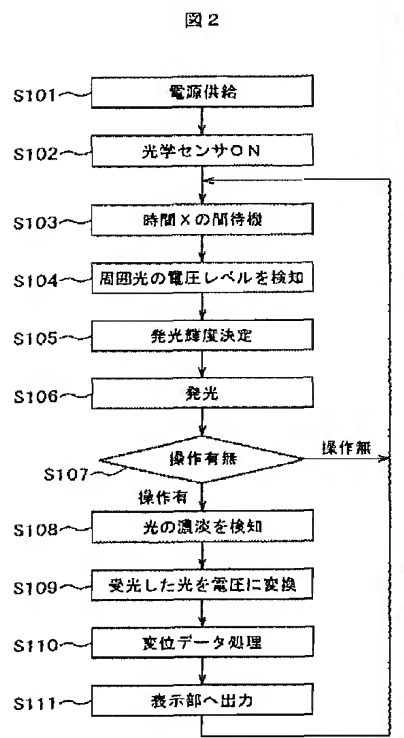 図2
S101 電源供給
S102 光学センサON
S103 時間Xの間待機
S104 周囲光の電圧レベルを検知
S105 発光輝度決定
S106 発光
S107 操作有無 操作無
操作有
S108 光の濃淡を検知
S109 受光した光を電圧に変換
S110 変位データ処理
S111 表示部へ出力